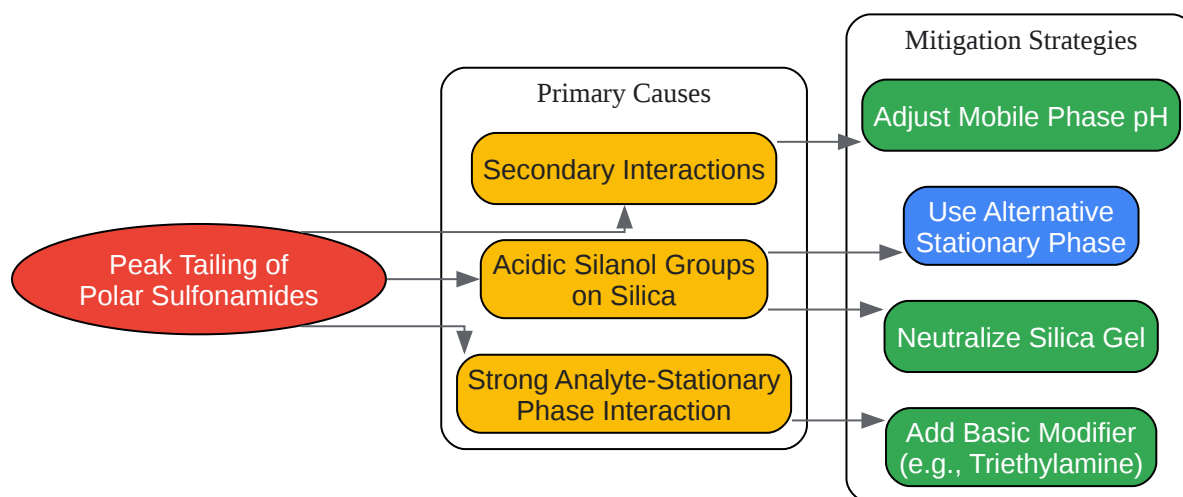 Mitigation Strategies
Primary Causes
Adjust Mobile Phase pH
Secondary Interactions
Use Alternative
Stationary Phase
Peak Tailing of
Polar Sulfonamides
Acidic Silanol Groups
on Silica
Neutralize Silica Gel
Strong Analyte-Stationary
Phase Interaction
Add Basic Modifier
(e.g., Triethylamine)